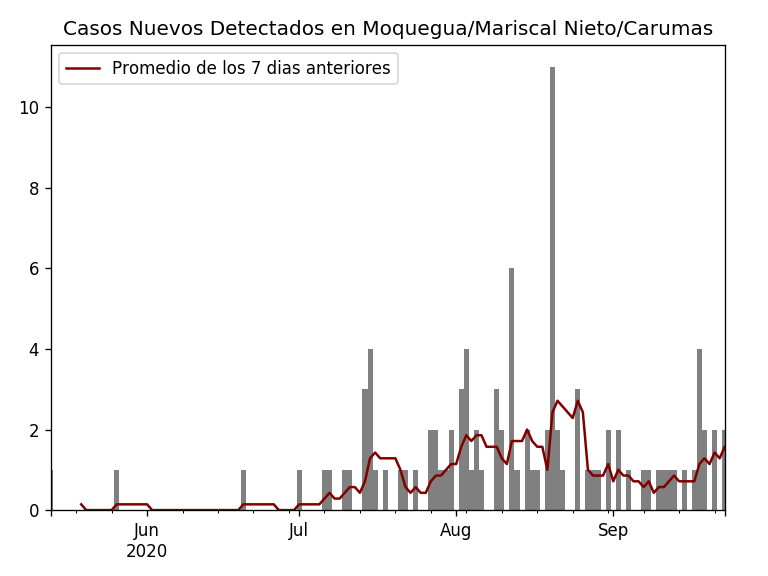 Casos Nuevos Detectados en Moquegua/Mariscal Nieto/Carumas
Promedio de los 7 dias anteriores
10
8
6
4
2
0
Jun
2020
Jul
Aug
Sep